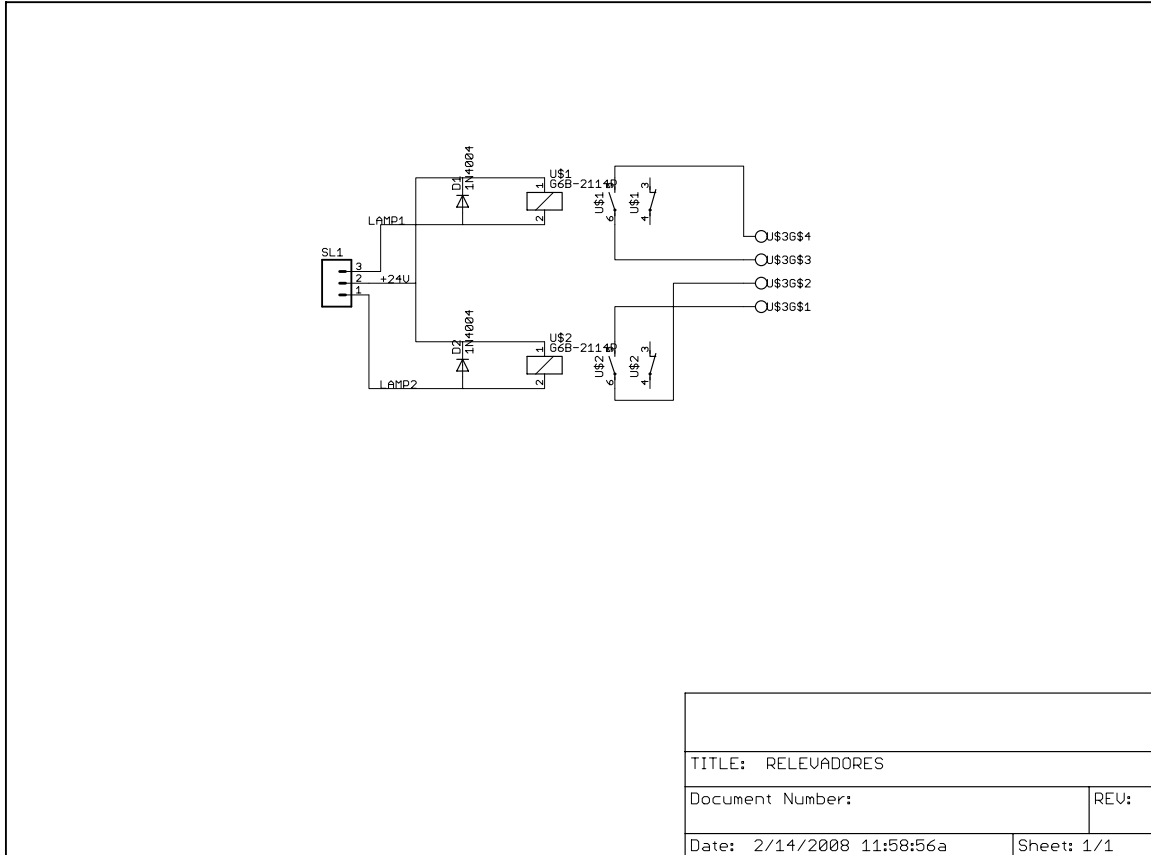 D1
1N4004
U$1
G6B-2114P
1
2
U$1
6
U$1
3
4
LAMP1
U$3G$4
U$3G$3
U$3G$2
U$3G$1
SL1
3
2
1
+24V
D2
1N4004
U$2
G6B-2114P
1
2
U$2
6
U$2
3
4
LAMP2
TITLE: RELEVADORES
Document Number:
REV:
Date: 2/14/2008 11:58:56a
Sheet: 1/1